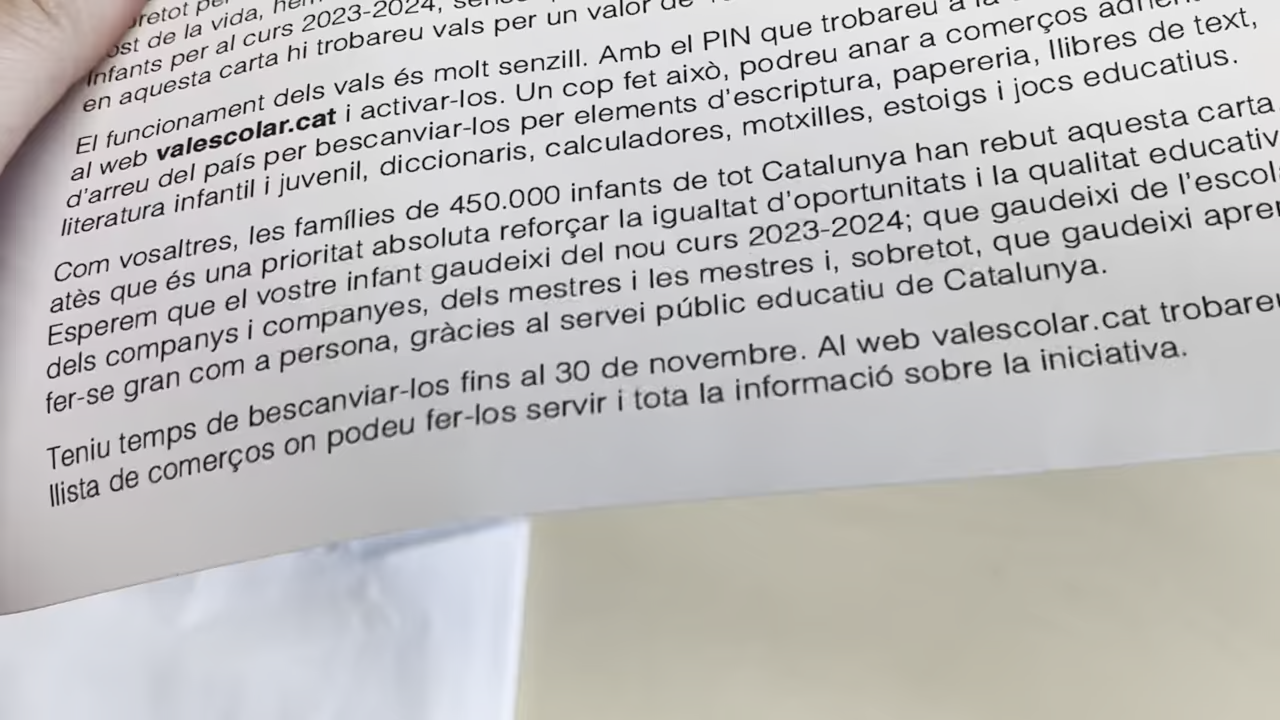 ost de la vida,
Infants per al curs 2023-2024,
en aquesta carta hi trobareu vals per un valor de
El funcionament dels vals és molt senzill. Amb el PIN que trobareu a la
al web valescolar.cat i activar-los. Un cop fet això, podreu anar a comerços
d'arreu del país per bescanviar-los per elements d'escriptura, papereria, llibres de text,
literatura infantil i juvenil, diccionaris, calculadores, motxilles, estoigs i jocs educatius.
Com vosaltres, les famílies de 450.000 infants de tot Catalunya han rebut aquesta carta
atès que és una prioritat absoluta reforçar la igualtat d'oportunitats i la qualitat educativ
Esperem que el vostre infant gaudeixi del nou curs 2023-2024; que gaudeixi de l'escol
dels companys i companyes, dels mestres i les mestres i, sobretot, que gaudeixi apre
fer-se gran com a persona, gràcies al servei públic educatiu de Catalunya.
Teniu temps de bescanviar-los fins al 30 de novembre. Al web valescolar.cat trobareu
llista de comerços on podeu fer-los servir i tota la informació sobre la iniciativa.